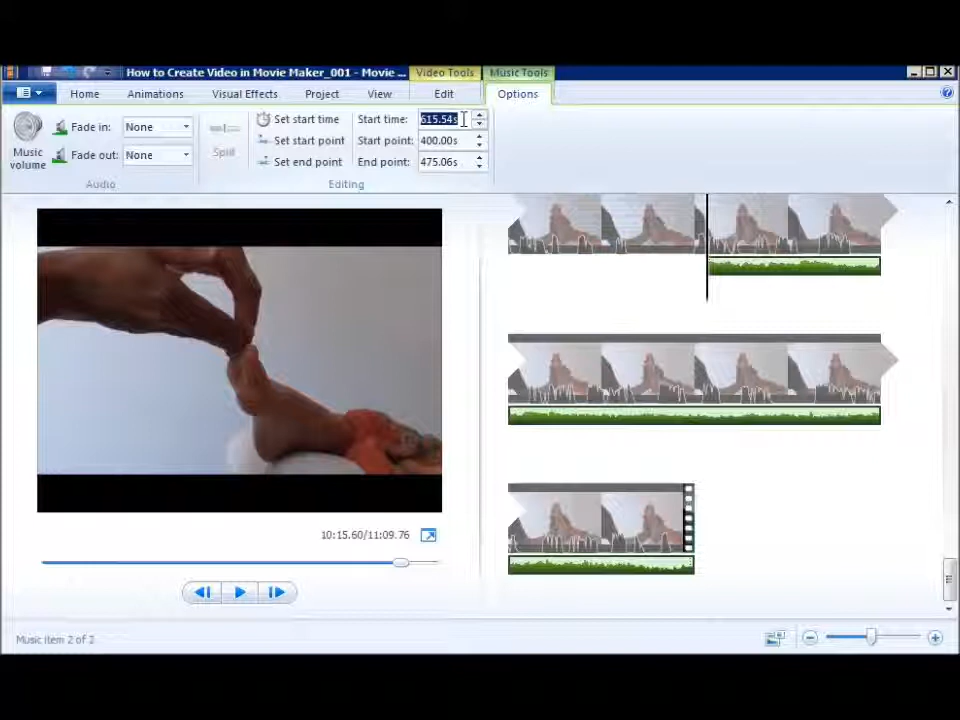 How to Create Video in Movie Maker_001 - Movie ...
Video Tools
Music Tools
Home
Animations
Visual Effects
Project
View
Edit
Options
Music volume
Fade in:
None
Fade out:
None
Audio
Split
Set start time
Set start point
Set end point
Start time:
615.54s
Start point:
400.00s
End point:
475.06s
Editing
10:15.60/11:09.76
Music item 2 of 2